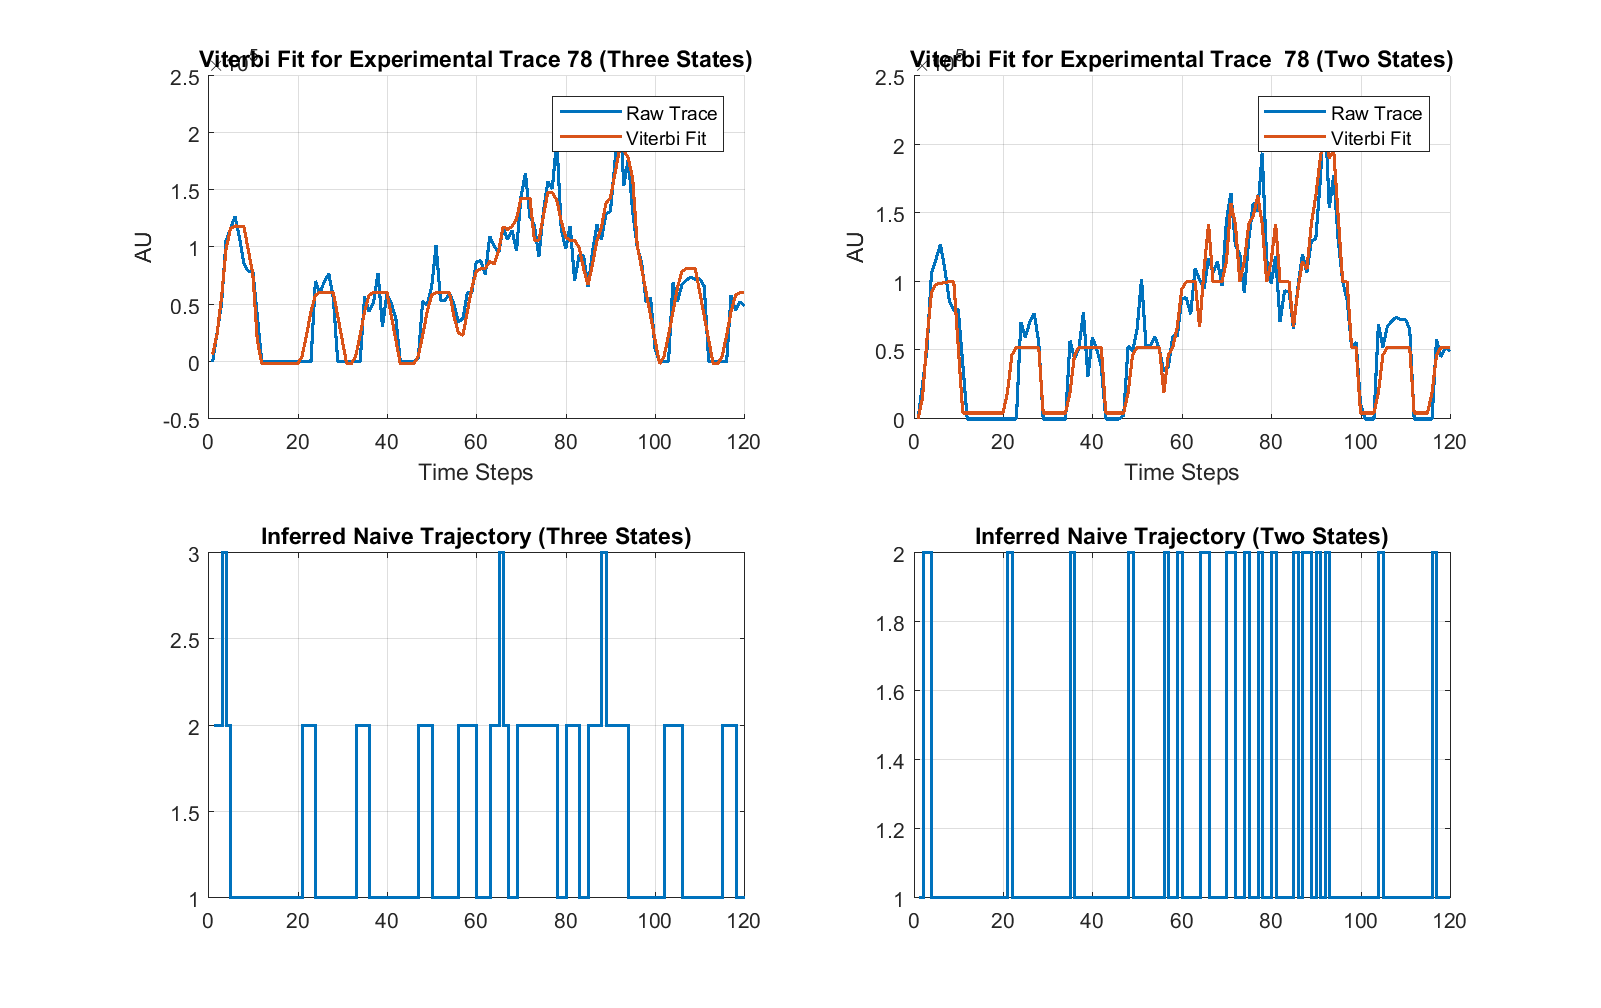 Viterbi Fit for Experimental Trace 78 (Three States)
×10^5
2.5
2
1.5
1
0.5
0
-0.5
AU
Raw Trace
Viterbi Fit
0 20 40 60 80 100 120
Time Steps
Viterbi Fit for Experimental Trace 78 (Two States)
×10^5
2.5
2
1.5
1
0.5
0
AU
Raw Trace
Viterbi Fit
0 20 40 60 80 100 120
Time Steps
Inferred Naive Trajectory (Three States)
3
2.5
2
1.5
1
0 20 40 60 80 100 120
Inferred Naive Trajectory (Two States)
2
1.8
1.6
1.4
1.2
1
0 20 40 60 80 100 120